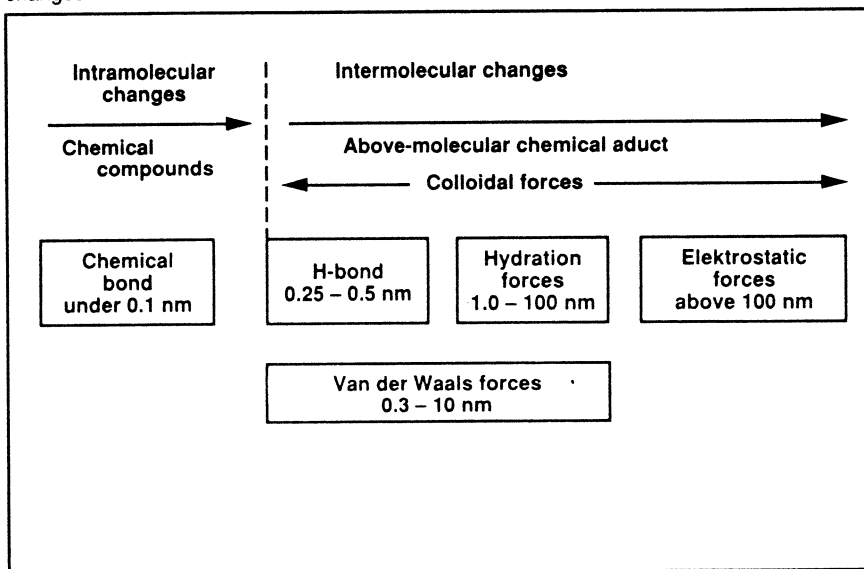 Intramolecular
changes
Intermolecular changes
Chemical
compounds
Above-molecular chemical aduct
Colloidal forces
Chemical
bond
under 0.1 nm
H-bond
0.25 – 0.5 nm
Hydration
forces
1.0 – 100 nm
Elektrostatic
forces
above 100 nm
Van der Waals forces
0.3 – 10 nm